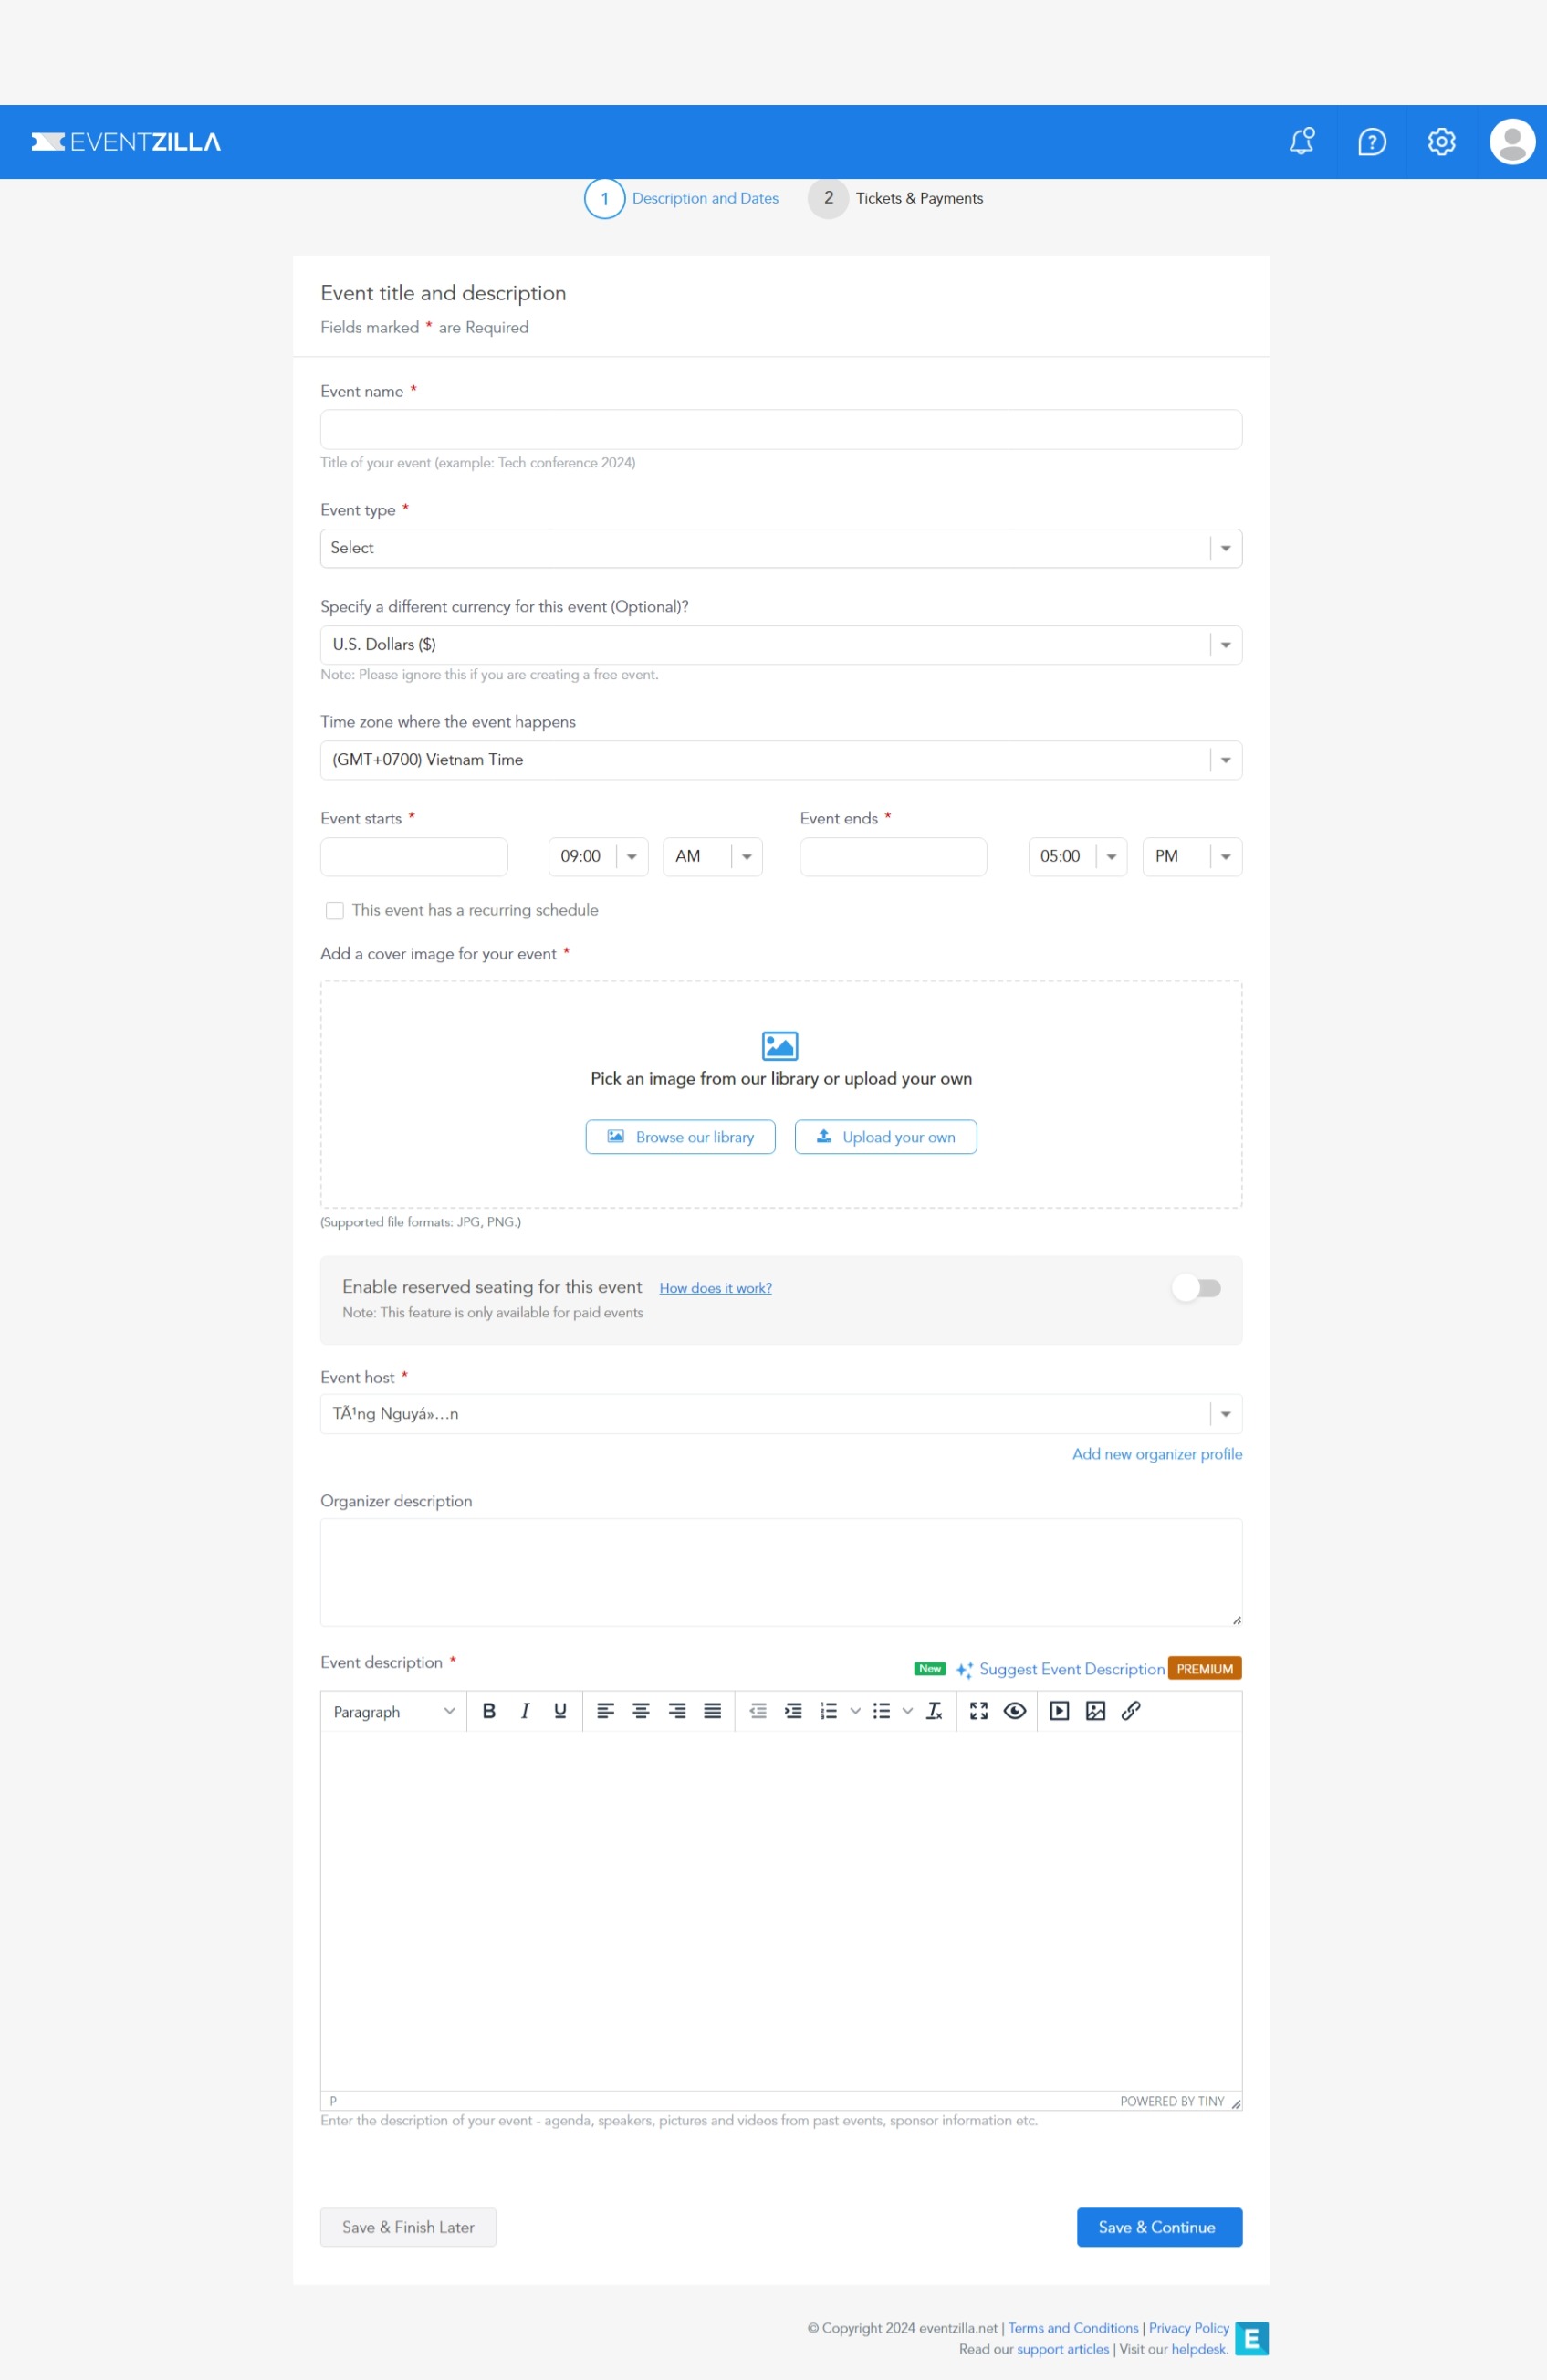 EVENTZILLA
1 Description and Dates 2 Tickets & Payments
Event title and description
Fields marked * are Required
Event name *
Title of your event (example: Tech conference 2024)
Event type *
Select
Specify a different currency for this event (Optional)?
U.S. Dollars ($)
Note: Please ignore this if you are creating a free event.
Time zone where the event happens
(GMT+0700) Vietnam Time
Event starts * Event ends *
09:00 AM 05:00 PM
This event has a recurring schedule
Add a cover image for your event *
Pick an image from our library or upload your own
Browse our library Upload your own
(Supported file formats: JPG, PNG.)
Enable reserved seating for this event How does it work?
Note: This feature is only available for paid events
Event host *
TÃ¹ng Nguyá»…n
Add new organizer profile
Organizer description
Event description * New Suggest Event Description PREMIUM
Paragraph B I U
P POWERED BY TINY
Enter the description of your event - agenda, speakers, pictures and videos from past events, sponsor information etc.
Save & Finish Later Save & Continue
© Copyright 2024 eventzilla.net | Terms and Conditions | Privacy Policy
Read our support articles | Visit our helpdesk.
E